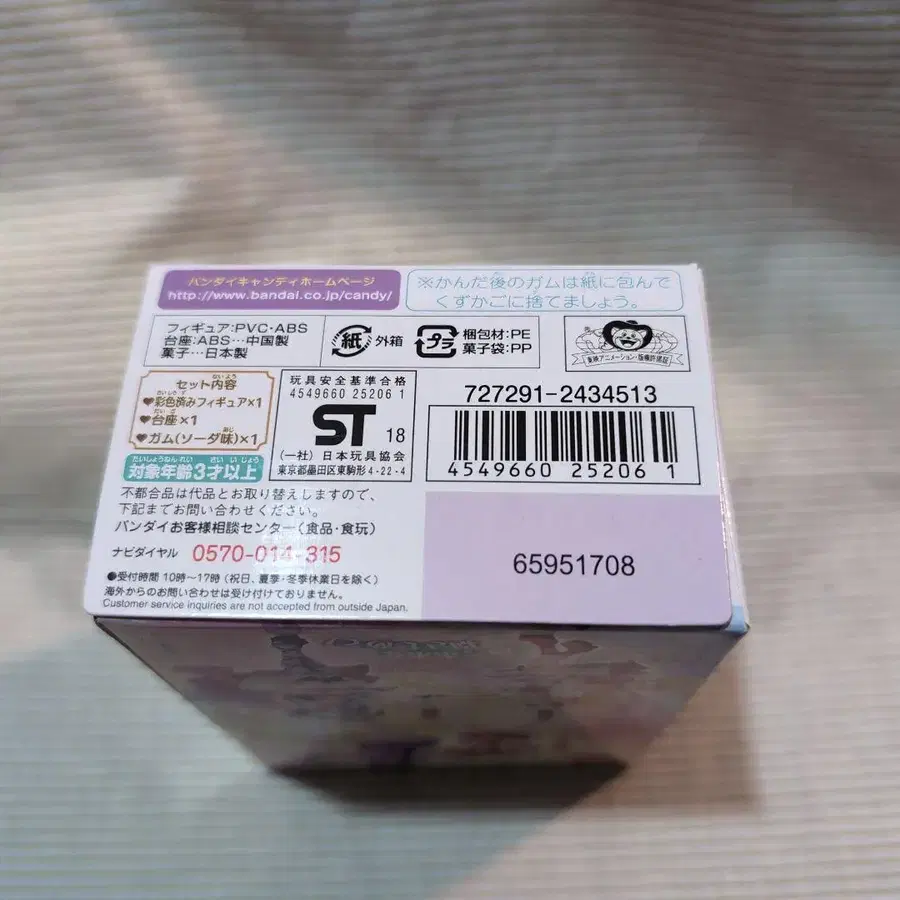 バンダイキャンディホームページ
http://www.bandai.co.jp/candy/
※かんだ後のガムは紙に包んで
くずかごに捨てましょう。
フィギュア:PVC・ABS
台座:ABS…中国製
菓子…日本製
紙 外箱
プラ
梱包材:PE
菓子袋:PP
東映アニメーション・版権許諾証
セット内容
♥彩色済みフィギュア×1
♥台座×1
♥ガム(ソーダ味)×1
対象年齢3才以上
玩具安全基準合格
4549660 25206 1
ST 18
(一社)日本玩具協会
東京都墨田区東駒形4-22-4
727291-2434513
4549660 25206 1
不都合品は代品とお取り替えしますので、
下記までお問い合わせください。
バンダイお客様相談センター(食品・食玩)
ナビダイヤル 0570-014-315
●受付時間 10時〜17時(祝日、夏季・冬季休業日を除く)
海外からのお問い合わせは受け付けておりません。
Customer service inquiries are not accepted from outside Japan.
65951708